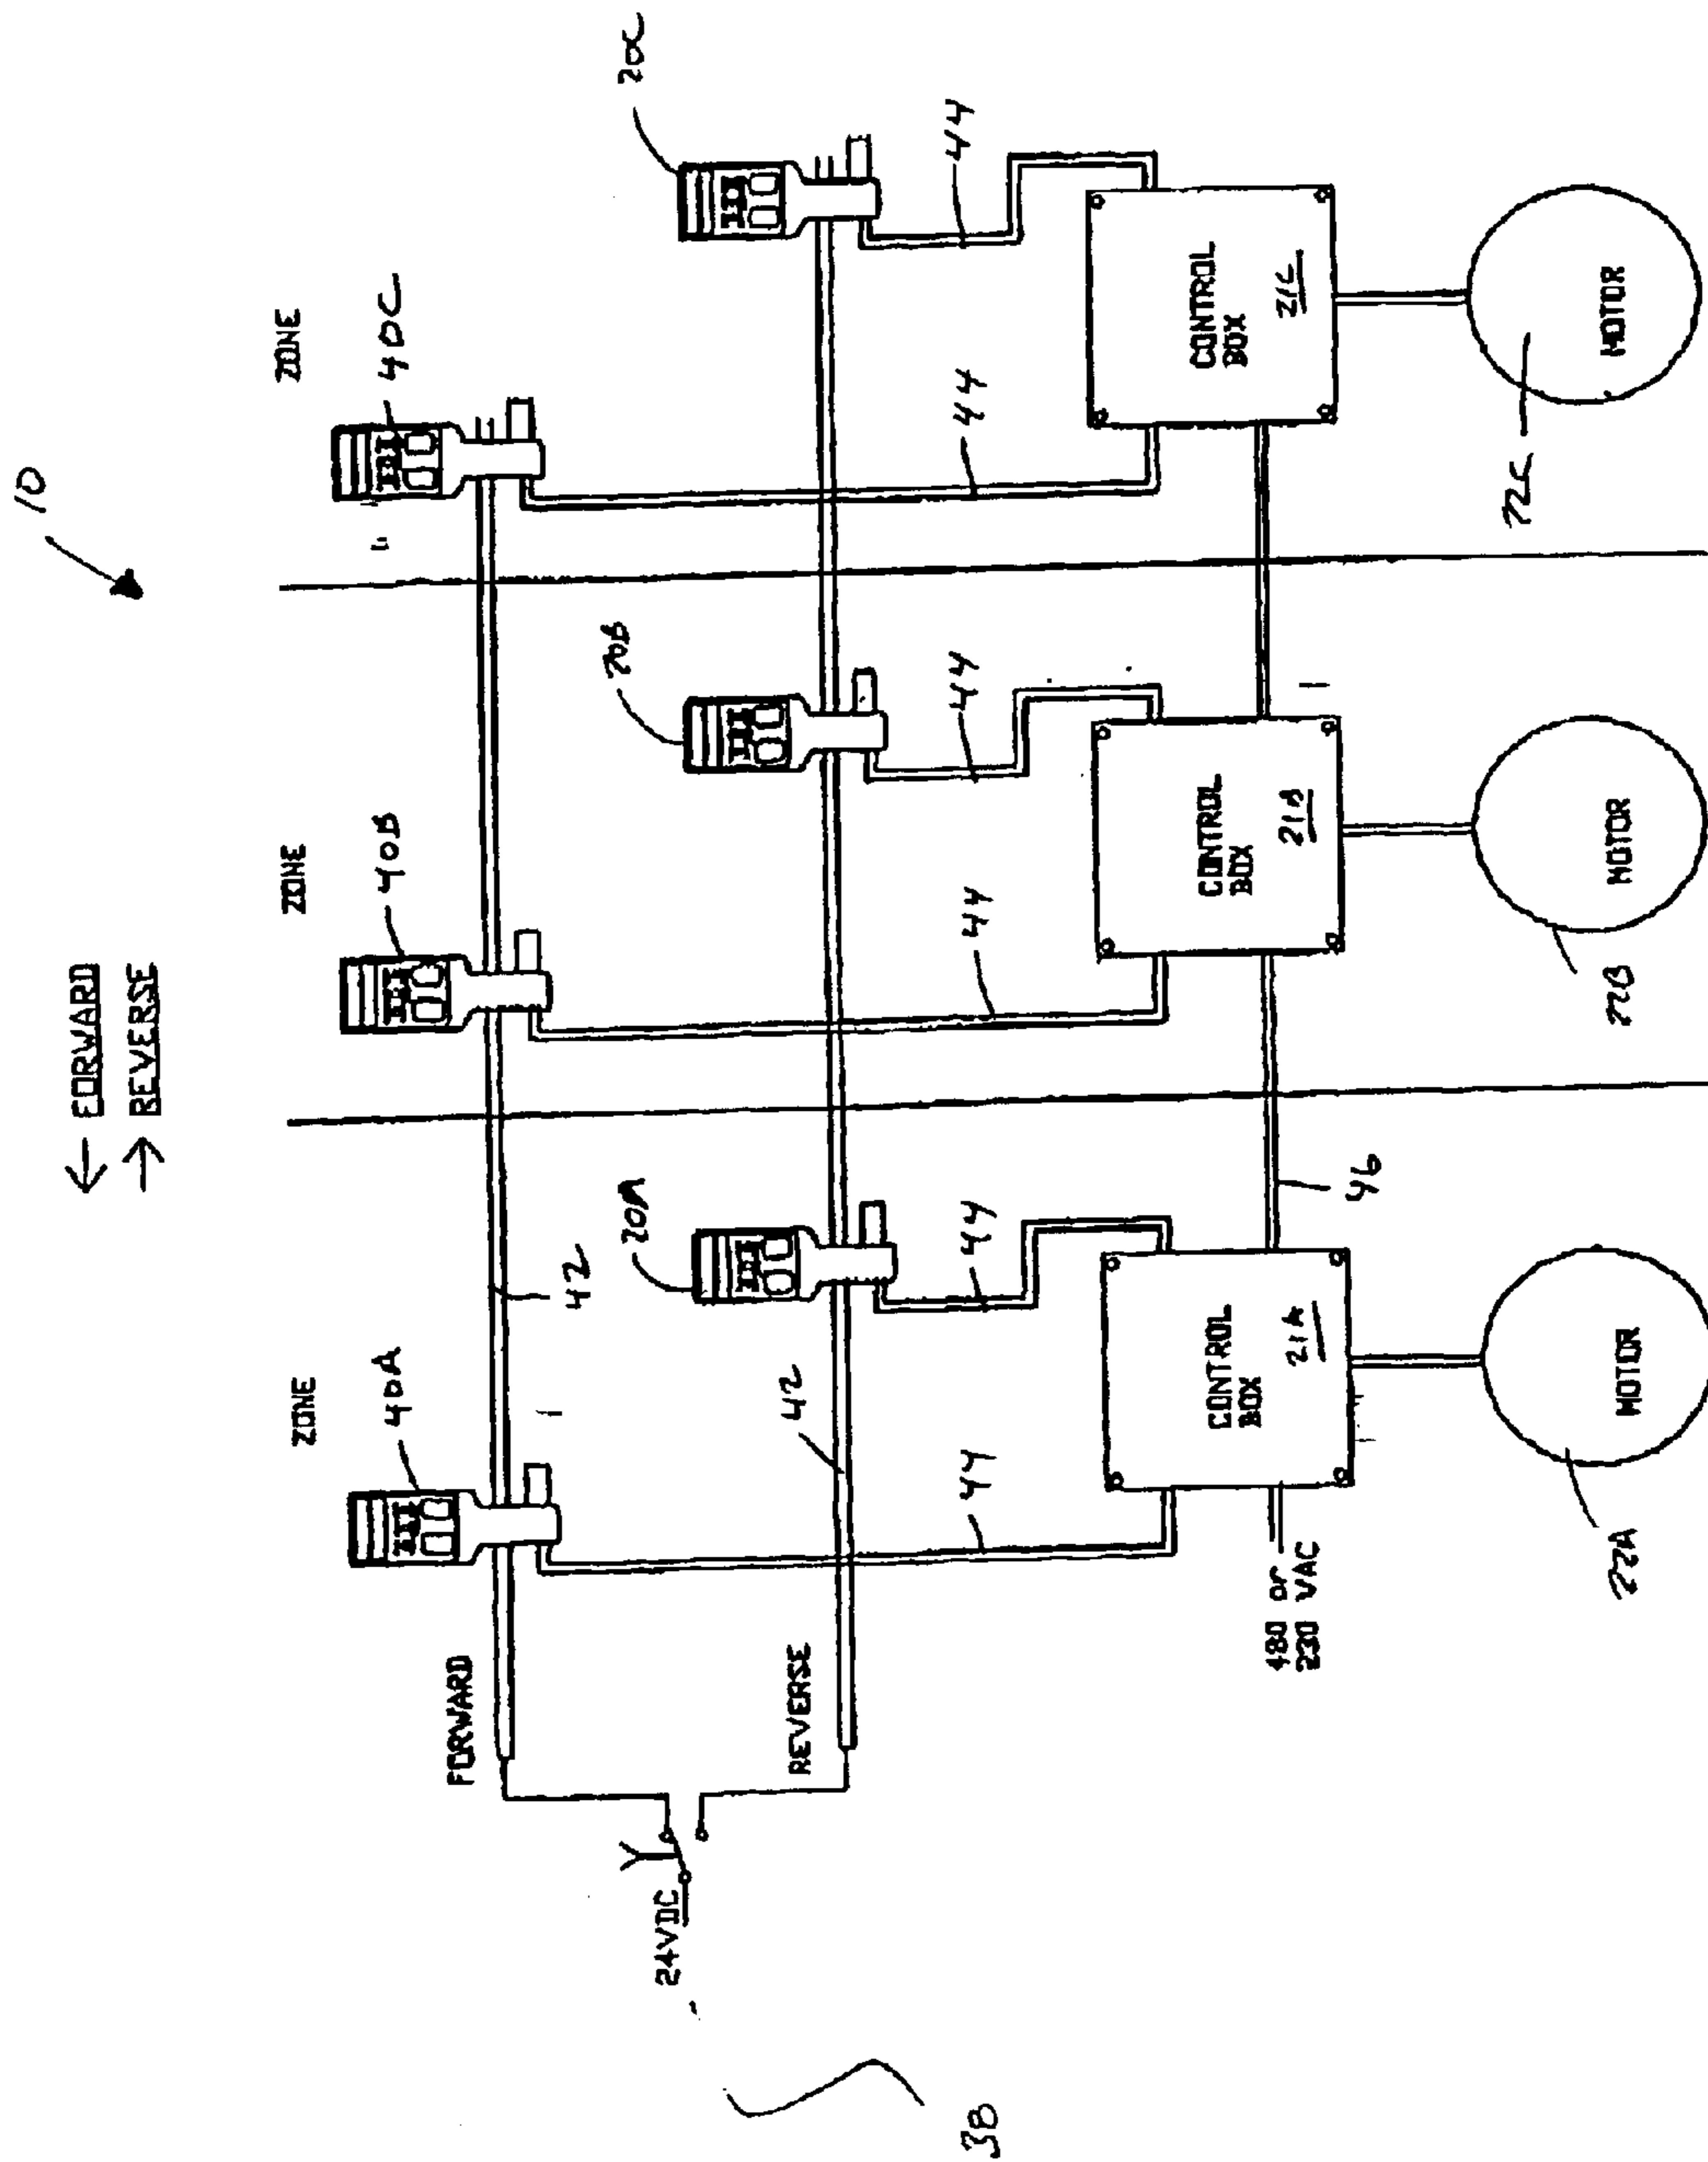 10
← FORWARD
→ REVERSE
ZONE
ZONE
ZONE
40A
40B
40C
FORWARD
42
20A
20B
20C
24VDC
REVERSE
42
44
44
44
44
44
44
38
CONTROL
BOX
21A
CONTROL
BOX
21B
CONTROL
BOX
21C
480 or
230 VAC
46
MOTOR
MOTOR
MOTOR
22A
22B
22C